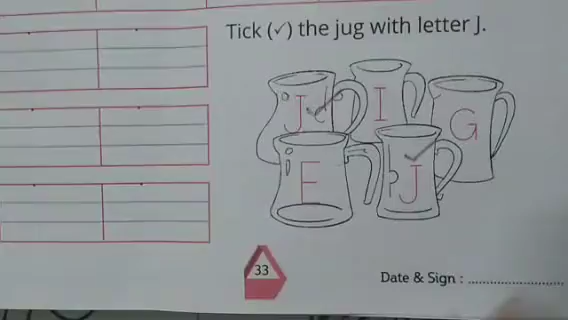 Tick (✓) the jug with letter J.
J I G
F J
33
Date & Sign : ..............................